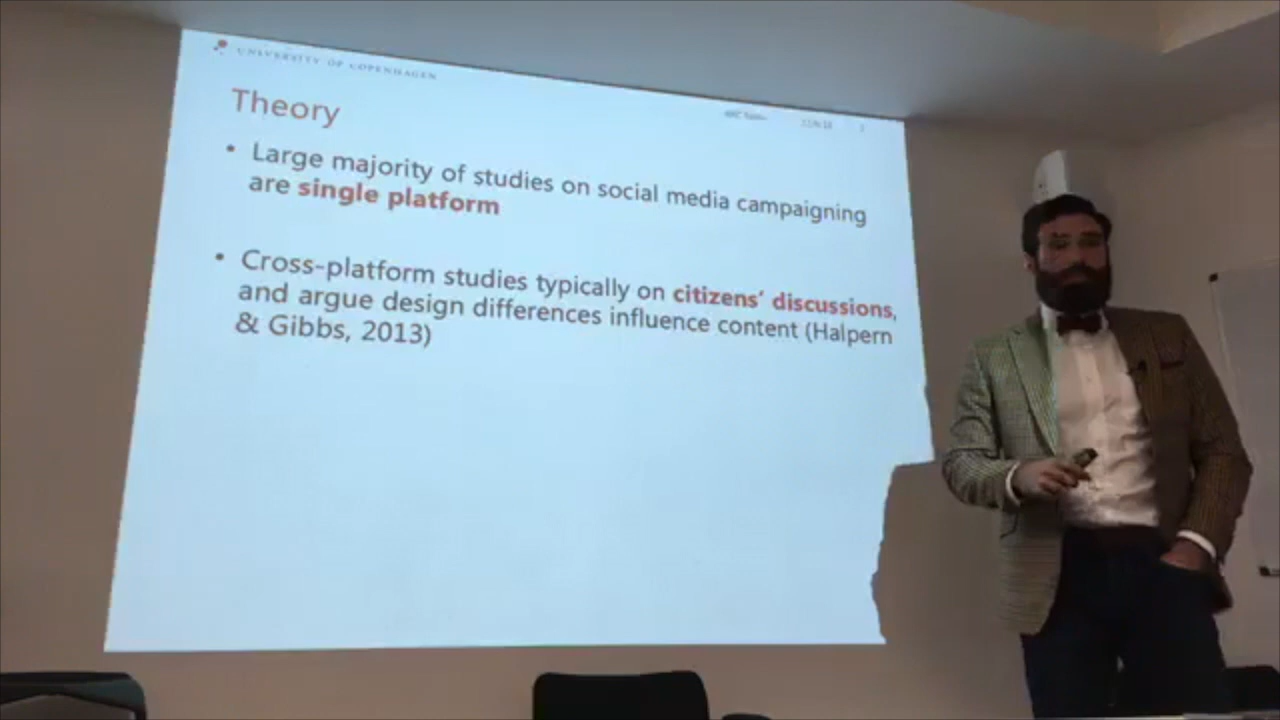 UNIVERSITY OF COPENHAGEN
Theory
• Large majority of studies on social media campaigning
are single platform
• Cross-platform studies typically on citizens' discussions,
and argue design differences influence content (Halpern
& Gibbs, 2013)